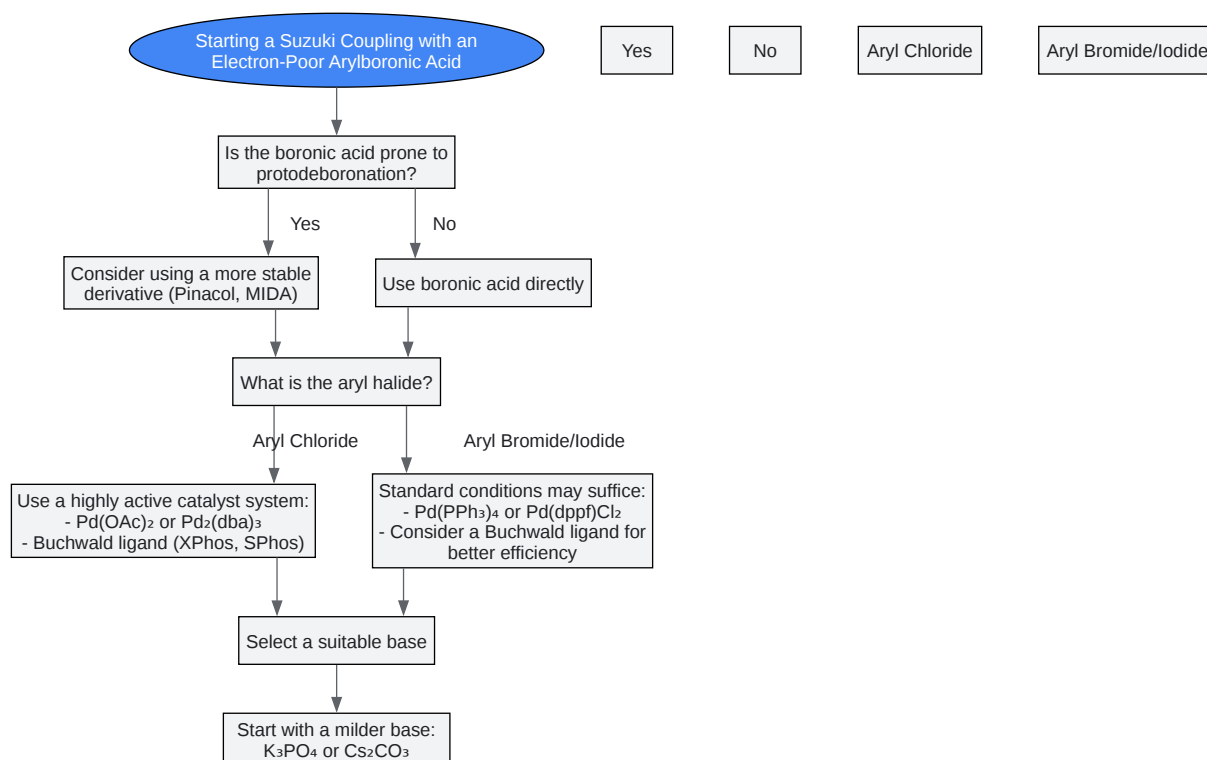 Starting a Suzuki Coupling with an
Electron-Poor Arylboronic Acid
Yes
No
Aryl Chloride
Aryl Bromide/Iodide
Is the boronic acid prone to
protodeboronation?
Yes
No
Consider using a more stable
derivative (Pinacol, MIDA)
Use boronic acid directly
What is the aryl halide?
Aryl Chloride
Aryl Bromide/Iodide
Use a highly active catalyst system:
- Pd(OAc)₂ or Pd₂(dba)₃
- Buchwald ligand (XPhos, SPhos)
Standard conditions may suffice:
- Pd(PPh₃)₄ or Pd(dppf)Cl₂
- Consider a Buchwald ligand for
better efficiency
Select a suitable base
Start with a milder base:
K₃PO₄ or Cs₂CO₃